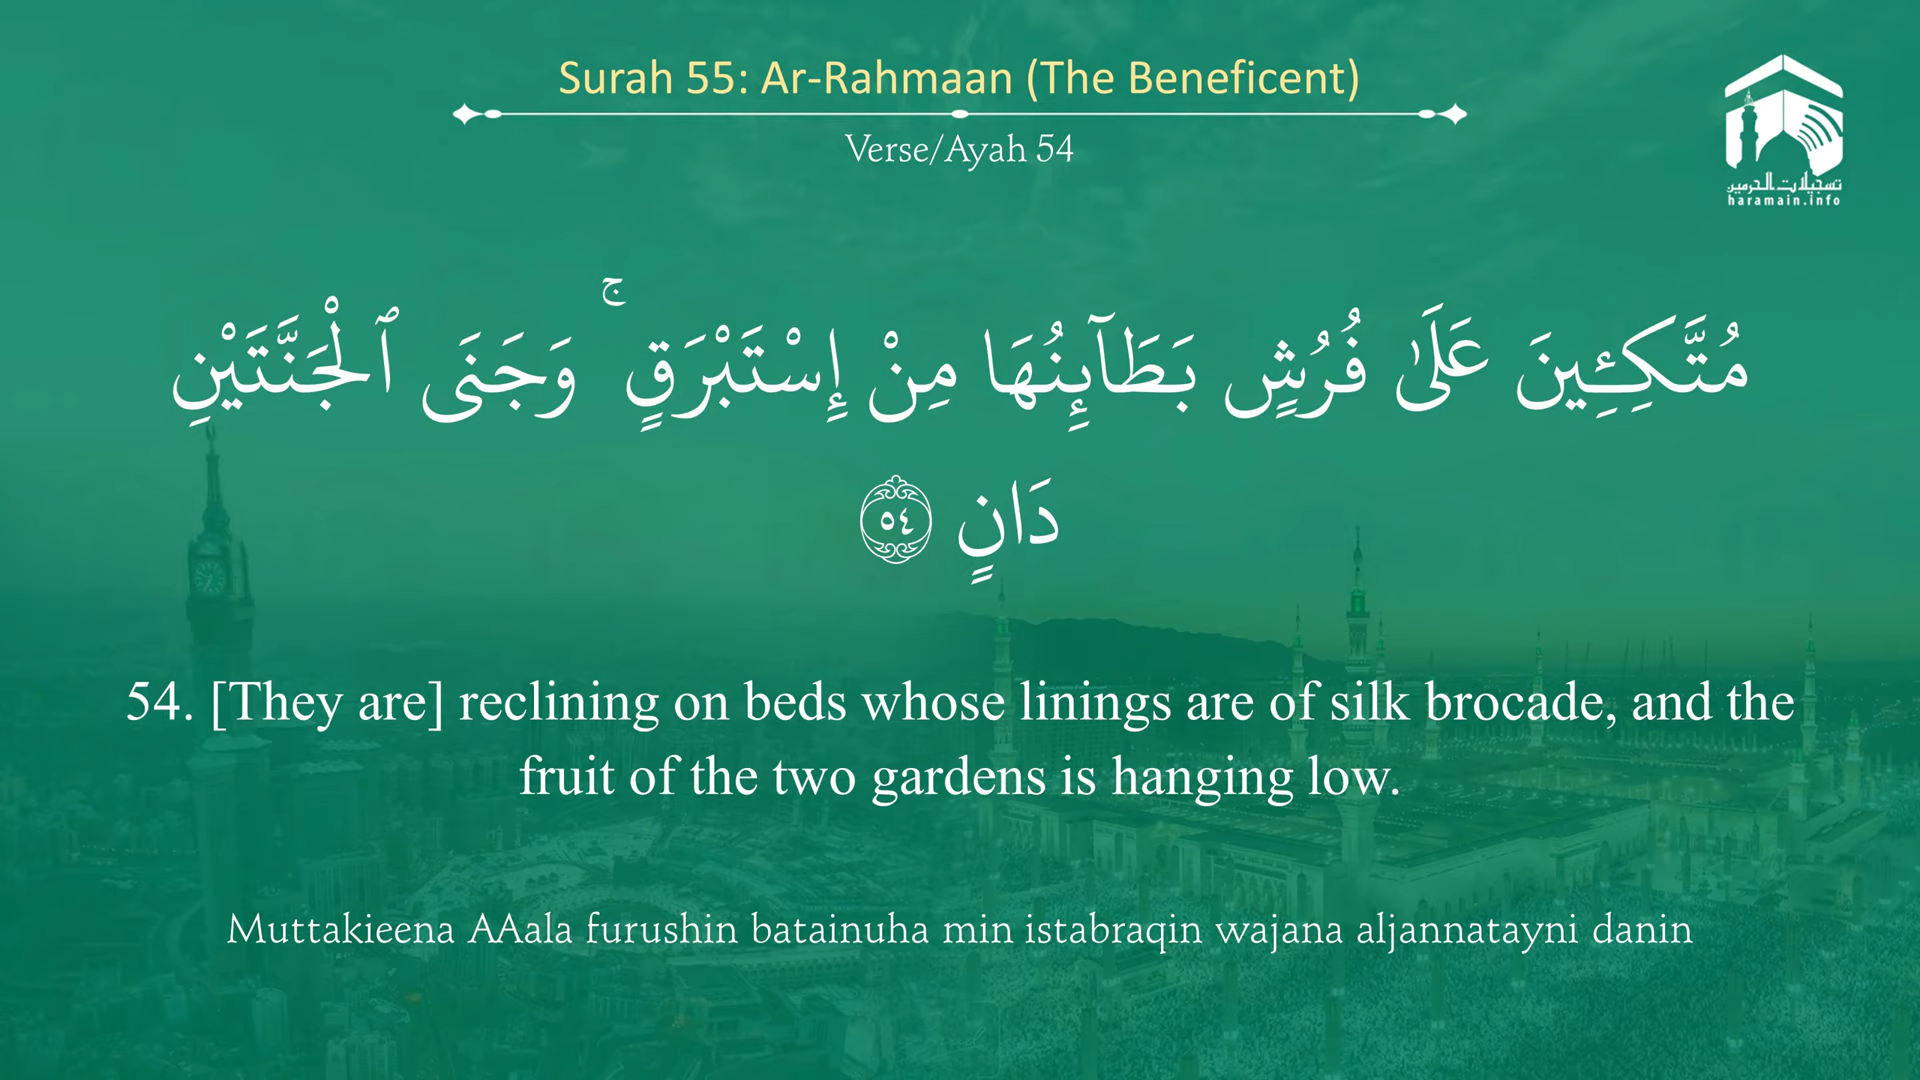 Surah 55: Ar-Rahmaan (The Beneficent)
Verse/Ayah 54
تسجيلات الحرمين
haramain.info
مُتَّكِـِٔينَ عَلَىٰ فُرُشٍۭ بَطَآئِنُهَا مِنْ إِسْتَبْرَقٍ ۚ وَجَنَى ٱلْجَنَّتَيْنِ
دَانٍ ٥٤
54. [They are] reclining on beds whose linings are of silk brocade, and the
fruit of the two gardens is hanging low.
Muttakieena AAala furushin batainuha min istabraqin wajana aljannatayni danin